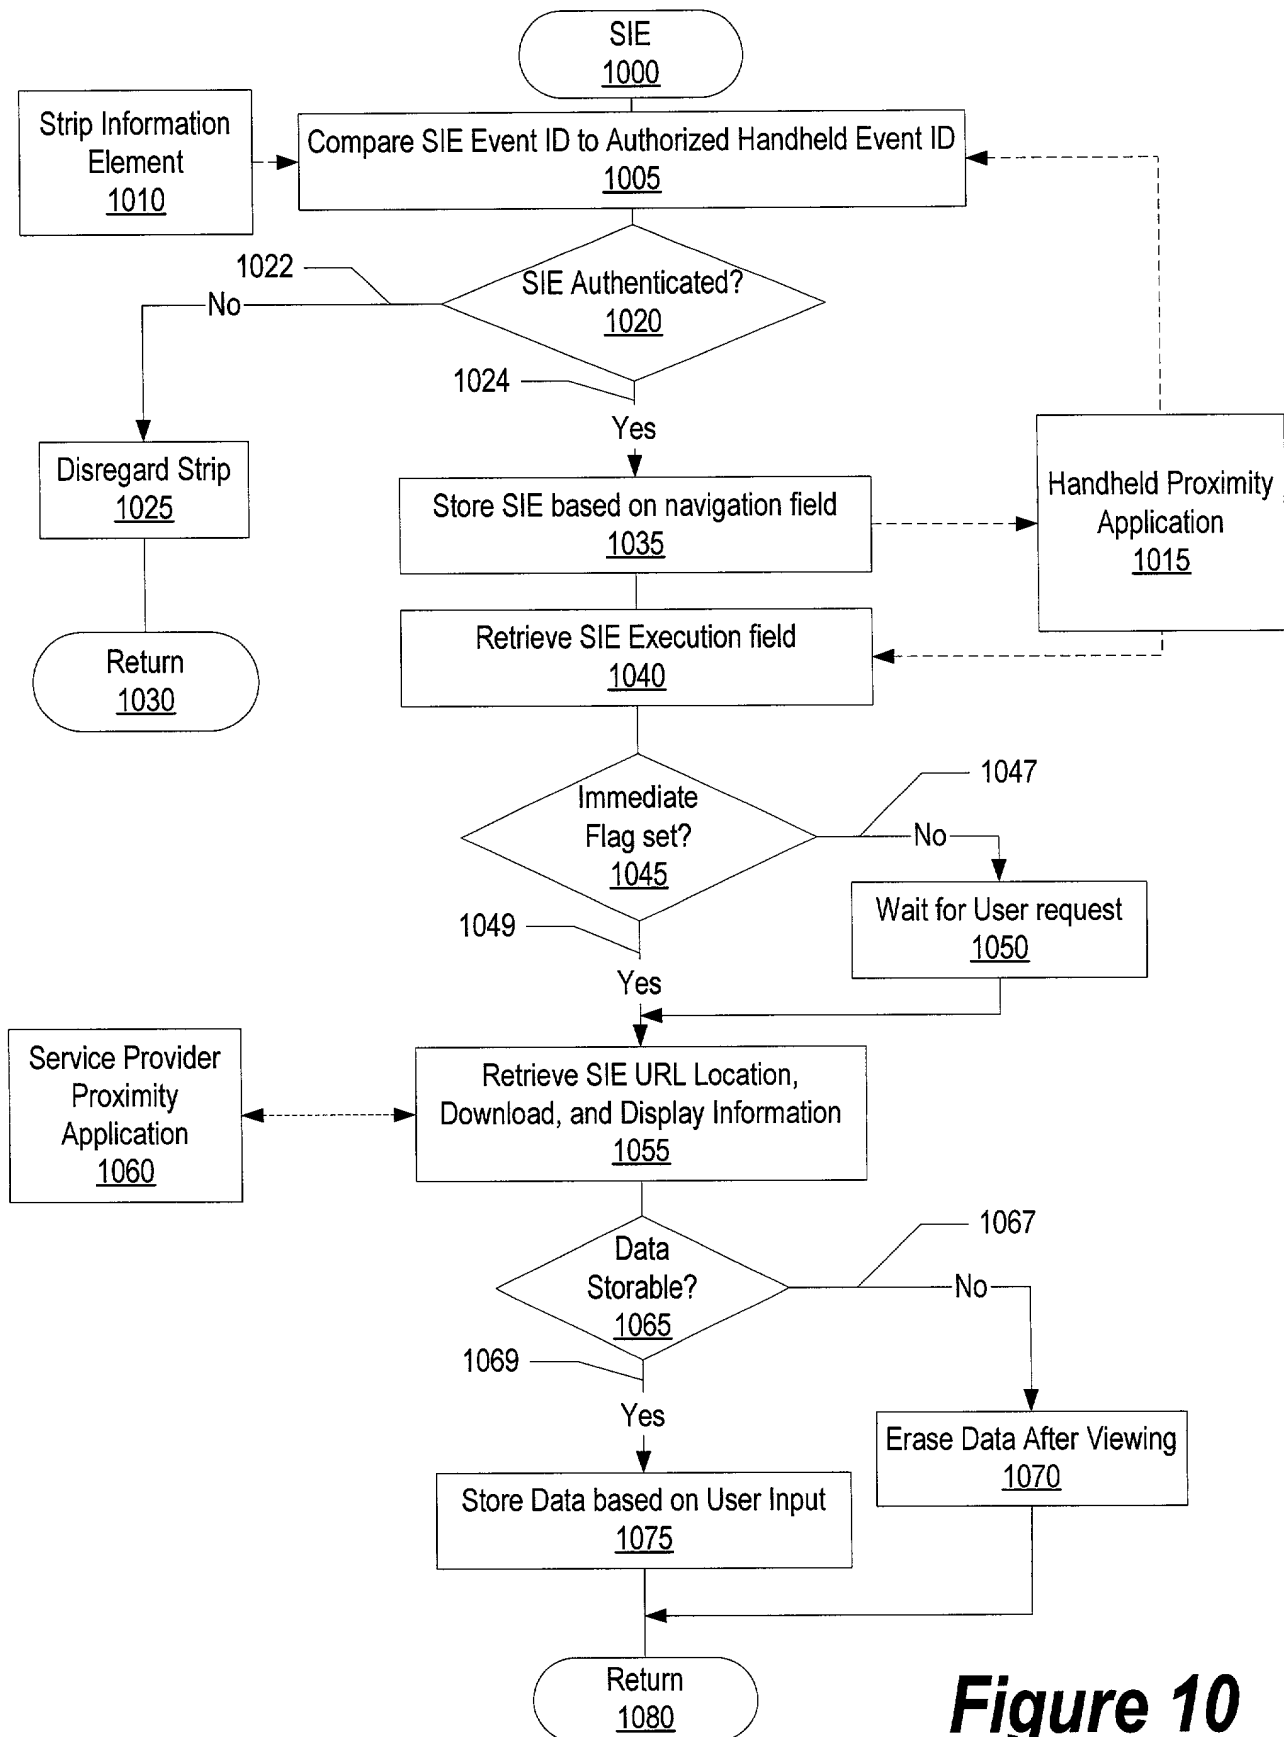 SIE
1000
Strip Information
Element
1010
Compare SIE Event ID to Authorized Handheld Event ID
1005
1022
No
SIE Authenticated?
1020
1024
Yes
Disregard Strip
1025
Store SIE based on navigation field
1035
Handheld Proximity
Application
1015
Return
1030
Retrieve SIE Execution field
1040
Immediate
Flag set?
1045
1047
No
1049
Yes
Wait for User request
1050
Service Provider
Proximity
Application
1060
Retrieve SIE URL Location,
Download, and Display Information
1055
Data
Storable?
1065
1067
No
1069
Yes
Erase Data After Viewing
1070
Store Data based on User Input
1075
Return
1080
Figure 10